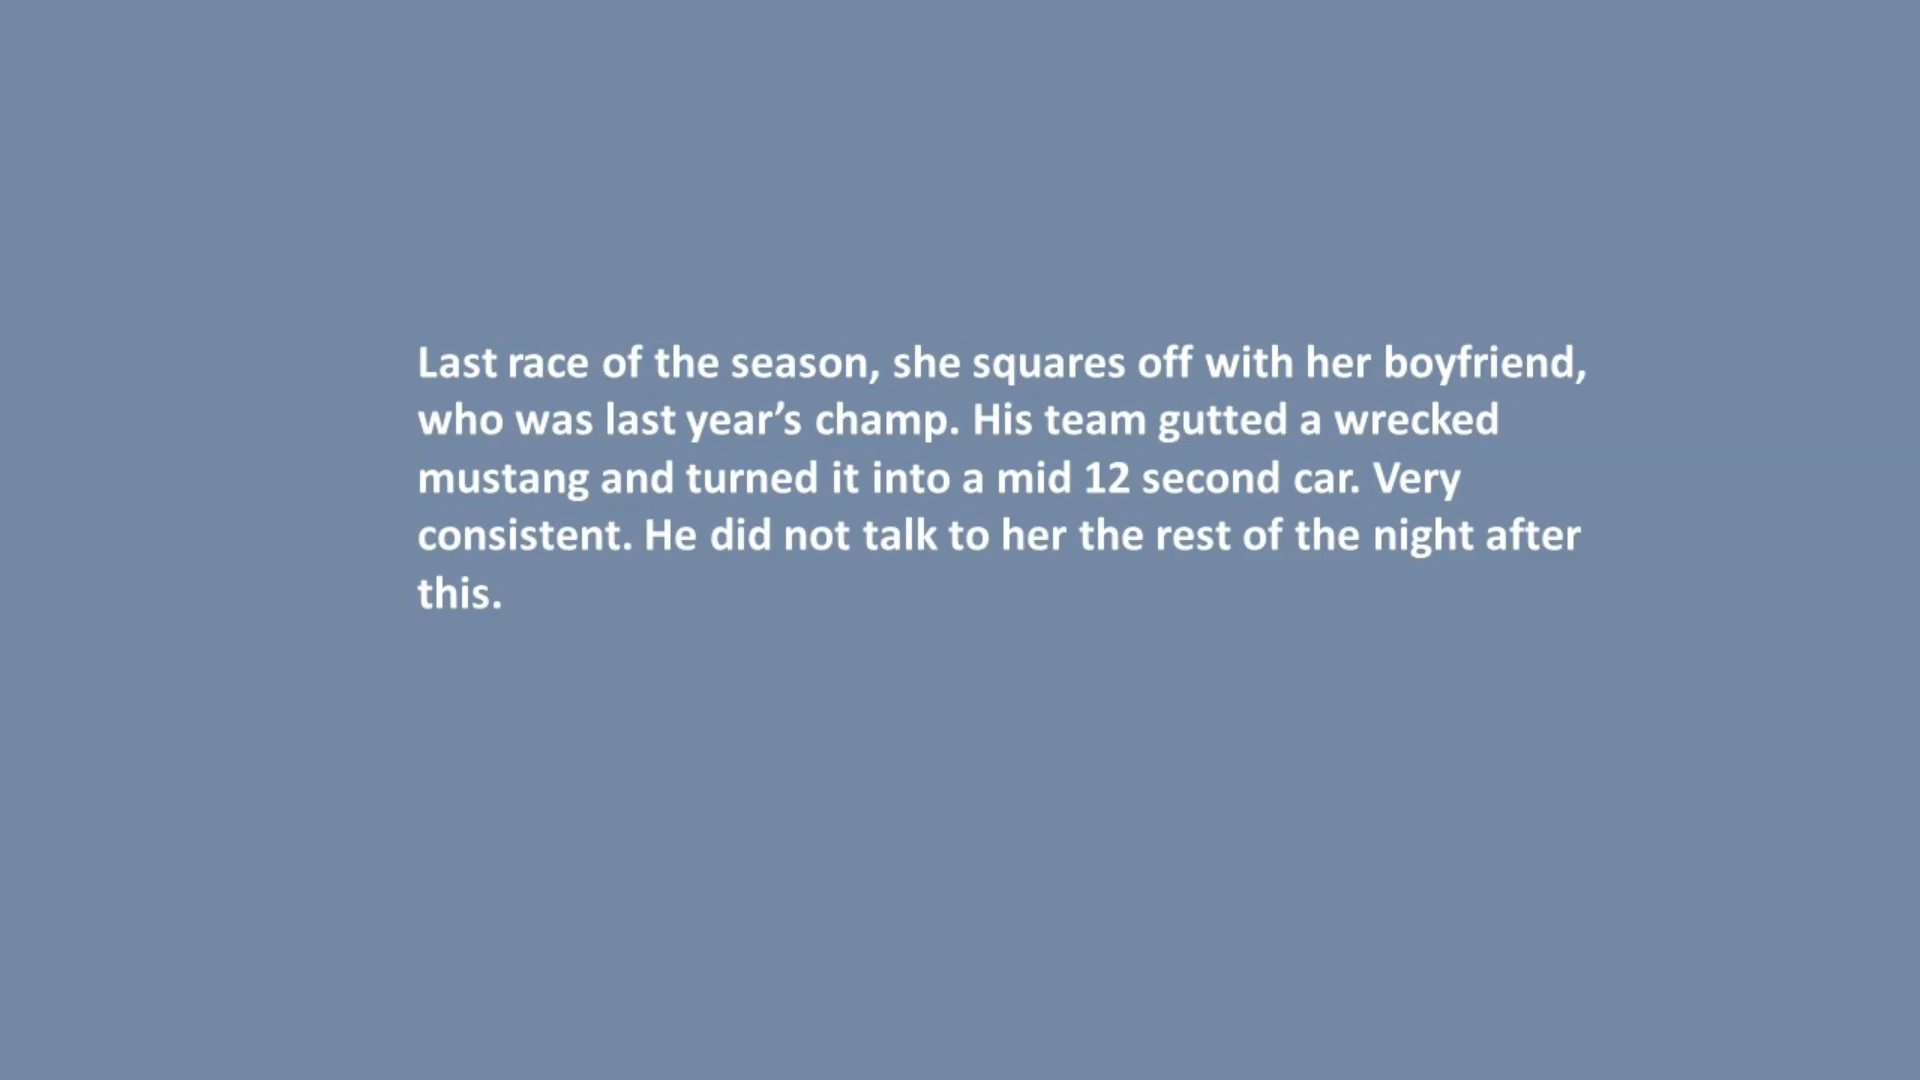 Last race of the season, she squares off with her boyfriend,
who was last year’s champ. His team gutted a wrecked
mustang and turned it into a mid 12 second car. Very
consistent. He did not talk to her the rest of the night after
this.